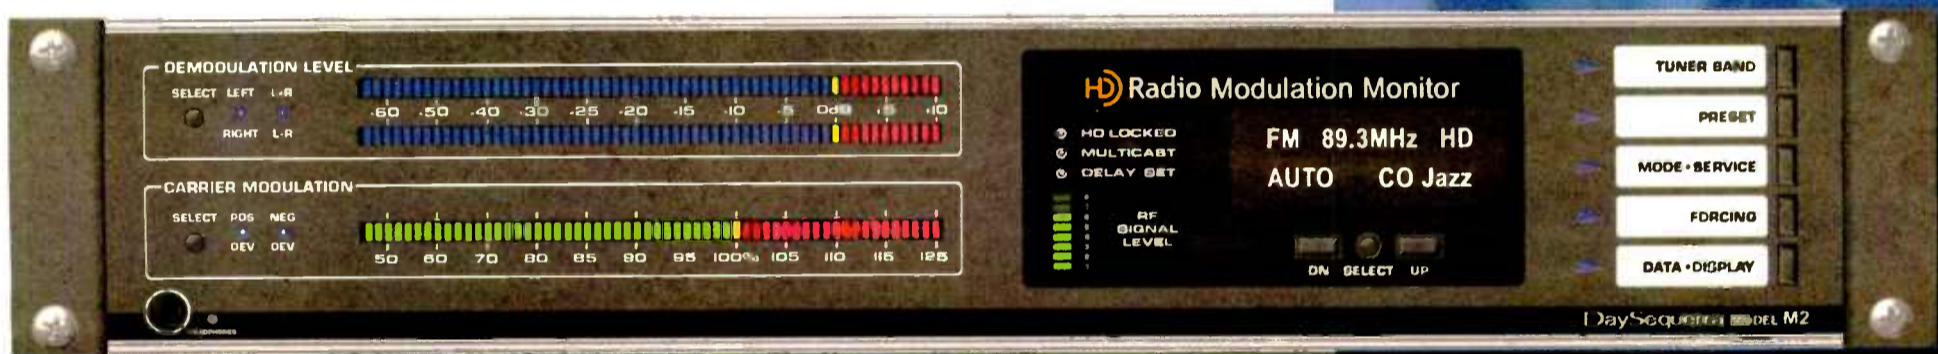 DEMODULATION LEVEL
SELECT LEFT L+R
RIGHT L-R
-60 -50 -40 -30 -25 -20 -15 -10 -5 0dB +5 +10
CARRIER MODULATION
SELECT POS NEG
DEV DEV
50 60 70 80 85 90 95 100% 105 110 115 125
HEADPHONES
HD Radio Modulation Monitor
HD LOCKED
MULTICAST
DELAY SET
RF
SIGNAL
LEVEL
FM 89.3MHz HD
AUTO CO Jazz
DN SELECT UP
TUNER BAND
PRESET
MODE•SERVICE
FORCING
DATA•DISPLAY
DaySequerra MODEL M2